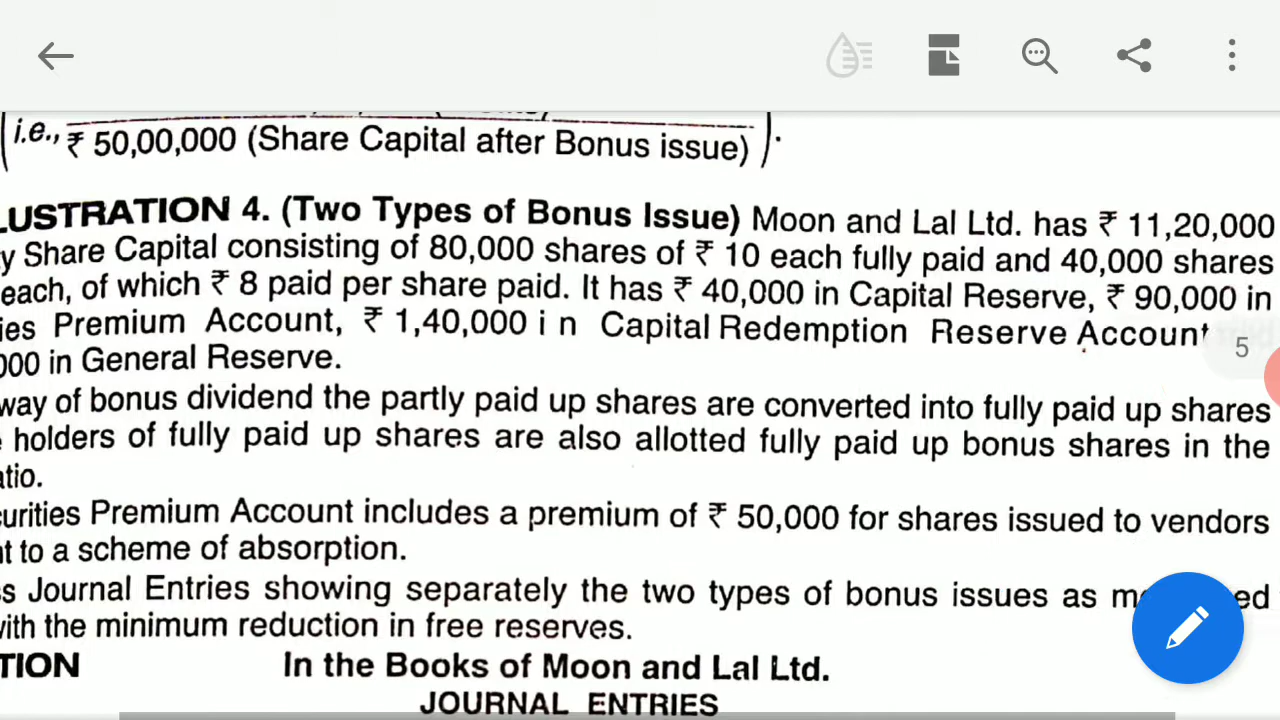 i.e., ₹ 50,00,000 (Share Capital after Bonus issue) .
LUSTRATION 4. (Two Types of Bonus Issue) Moon and Lal Ltd. has ₹ 11,20,000
y Share Capital consisting of 80,000 shares of ₹ 10 each fully paid and 40,000 shares
each, of which ₹ 8 paid per share paid. It has ₹ 40,000 in Capital Reserve, ₹ 90,000 in
ies Premium Account, ₹ 1,40,000 i n Capital Redemption Reserve Account
5
000 in General Reserve.
way of bonus dividend the partly paid up shares are converted into fully paid up shares
holders of fully paid up shares are also allotted fully paid up bonus shares in the
atio.
curities Premium Account includes a premium of ₹ 50,000 for shares issued to vendors
nt to a scheme of absorption.
ss Journal Entries showing separately the two types of bonus issues as m ed
with the minimum reduction in free reserves.
TION In the Books of Moon and Lal Ltd.
JOURNAL ENTRIES